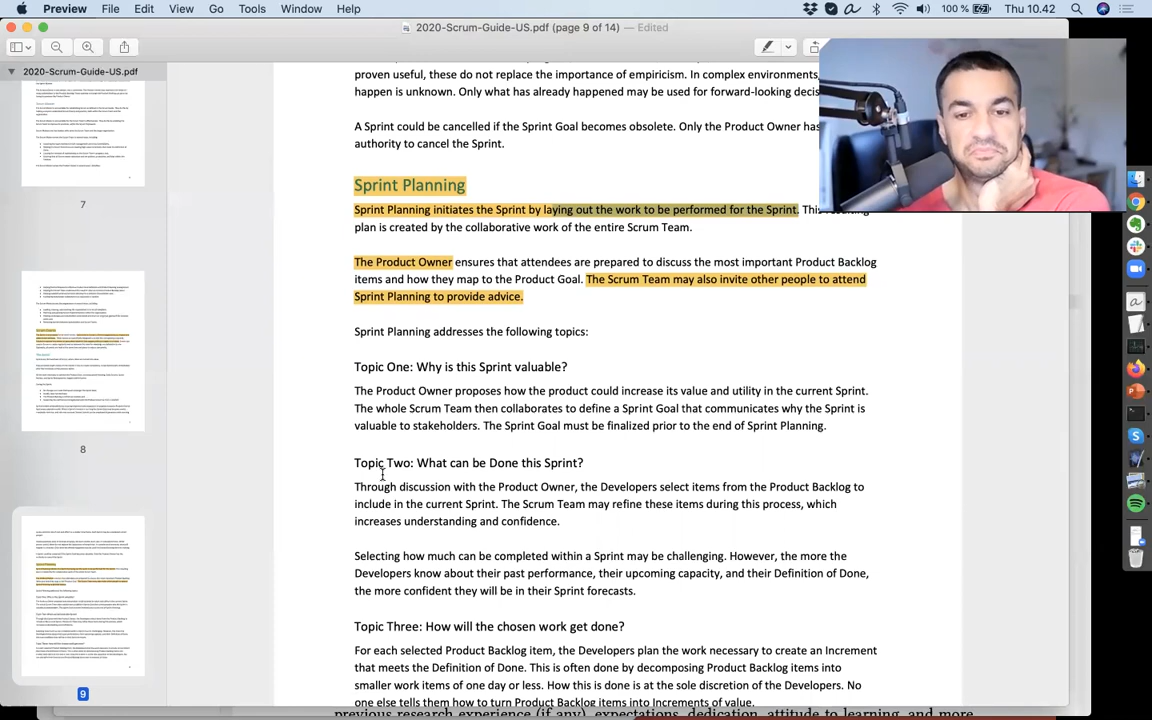 Preview File Edit View Go Tools Window Help 100 % Thu 10.42
2020-Scrum-Guide-US.pdf (page 9 of 14) — Edited
2020-Scrum-Guide-US.pdf
7
8
9
proven useful, these do not replace the importance of empiricism. In complex environments,
happen is unknown. Only what has already happened may be used for forward-looking
A Sprint could be cancelled if the Sprint Goal becomes obsolete. Only the Product Owner has
authority to cancel the Sprint.
Sprint Planning
Sprint Planning initiates the Sprint by laying out the work to be performed for the Sprint. This resulting
plan is created by the collaborative work of the entire Scrum Team.
The Product Owner ensures that attendees are prepared to discuss the most important Product Backlog
items and how they map to the Product Goal. The Scrum Team may also invite other people to attend
Sprint Planning to provide advice.
Sprint Planning addresses the following topics:
Topic One: Why is this Sprint valuable?
The Product Owner proposes how the product could increase its value and utility in the current Sprint.
The whole Scrum Team then collaborates to define a Sprint Goal that communicates why the Sprint is
valuable to stakeholders. The Sprint Goal must be finalized prior to the end of Sprint Planning.
Topic Two: What can be Done this Sprint?
Through discussion with the Product Owner, the Developers select items from the Product Backlog to
include in the current Sprint. The Scrum Team may refine these items during this process, which
increases understanding and confidence.
Selecting how much can be completed within a Sprint may be challenging. However, the more the
Developers know about their past performance, their upcoming capacity, and their Definition of Done,
the more confident they will be in their Sprint forecasts.
Topic Three: How will the chosen work get done?
For each selected Product Backlog item, the Developers plan the work necessary to create an Increment
that meets the Definition of Done. This is often done by decomposing Product Backlog items into
smaller work items of one day or less. How this is done is at the sole discretion of the Developers. No
one else tells them how to turn Product Backlog items into Increments of value.
previous research experience (if any), expectations, dedication, attitude to learning, and more